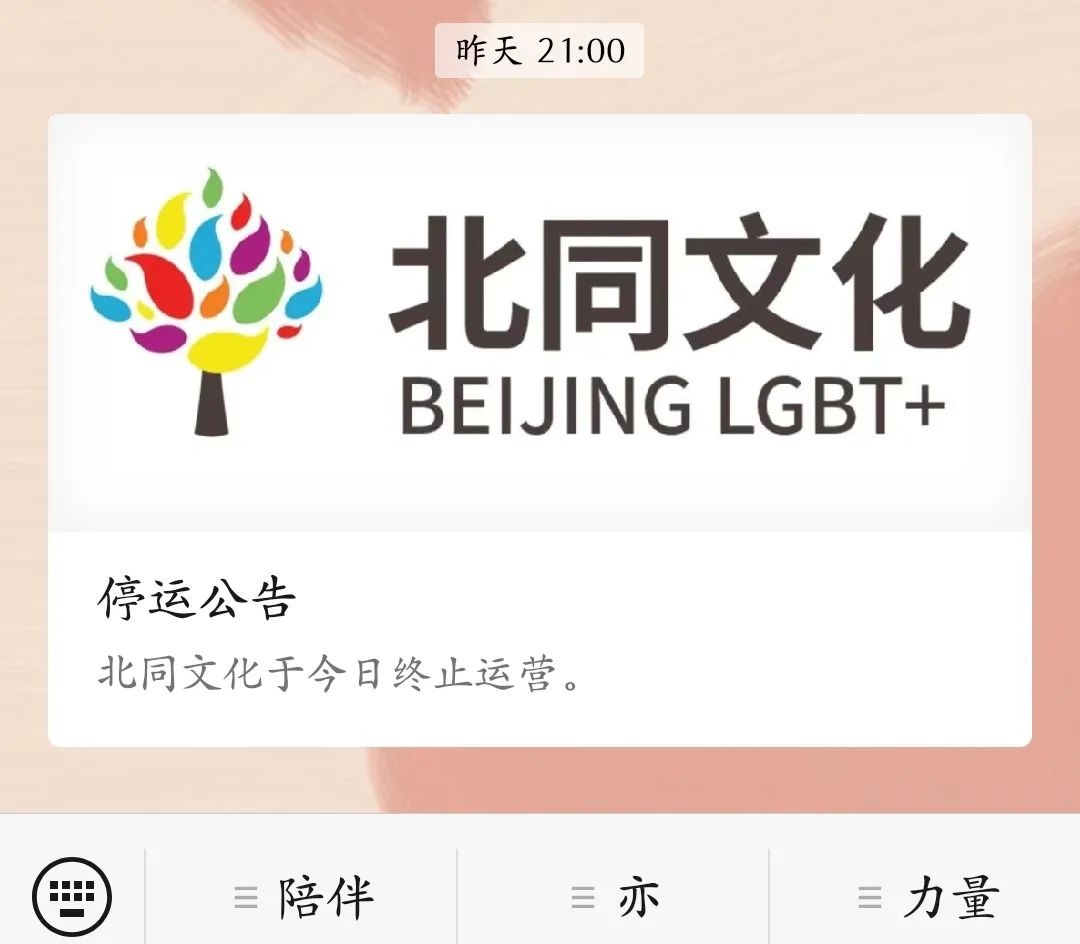 昨天 21:00
北同文化
BEIJING LGBT+
停运公告
北同文化于今日终止运营。
陪伴
亦
力量